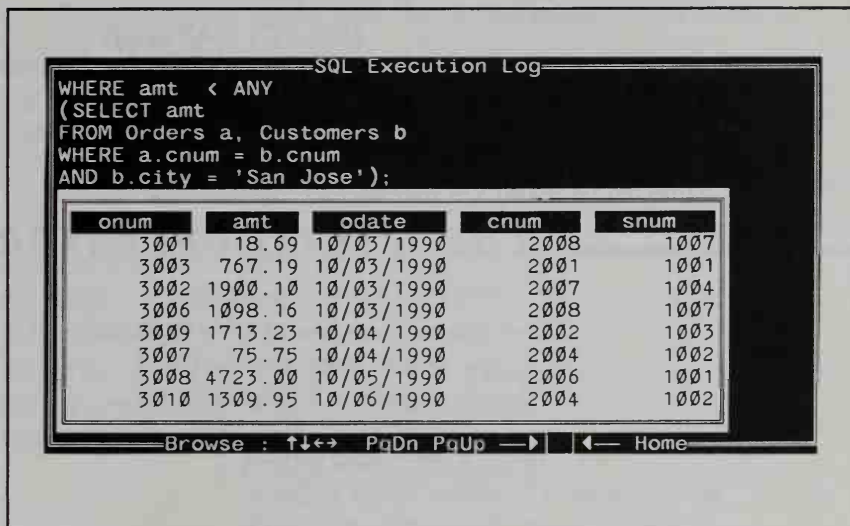 SQL Execution Log
WHERE amt < ANY
(SELECT amt
FROM Orders a, Customers b
WHERE a.cnum = b.cnum
AND b.city = 'San Jose');
onum amt odate cnum snum
3001 18.69 10/03/1990 2008 1007
3003 767.19 10/03/1990 2001 1001
3002 1900.10 10/03/1990 2007 1004
3006 1098.16 10/03/1990 2008 1007
3009 1713.23 10/04/1990 2002 1003
3007 75.75 10/04/1990 2004 1002
3008 4723.00 10/05/1990 2006 1001
3010 1309.95 10/06/1990 2004 1002
Browse : ↑↓←→ PgDn PgUp —▶ ◀— Home